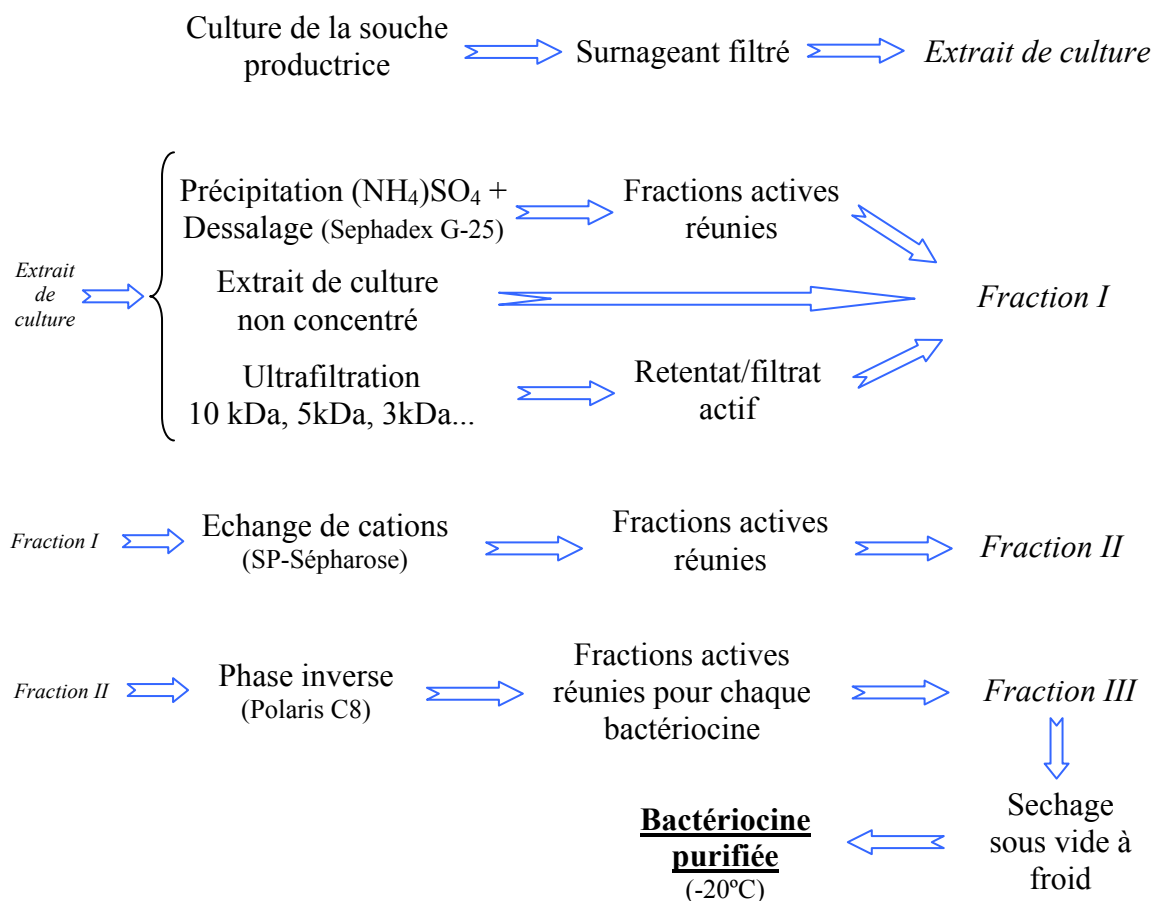 Culture de la souche
productrice
Surnageant filtré
Extrait de culture
Extrait
de
culture
Précipitation (NH4)SO4 +
Dessalage (Sephadex G-25)
Fractions actives
réunies
Extrait de culture
non concentré
Fraction I
Ultrafiltration
10 kDa, 5kDa, 3kDa...
Retentat/filtrat
actif
Fraction I
Echange de cations
(SP-Sépharose)
Fractions actives
réunies
Fraction II
Fraction II
Phase inverse
(Polaris C8)
Fractions actives
réunies pour chaque
bactériocine
Fraction III
Sechage
sous vide à
froid
Bactériocine
purifiée
(-20ºC)